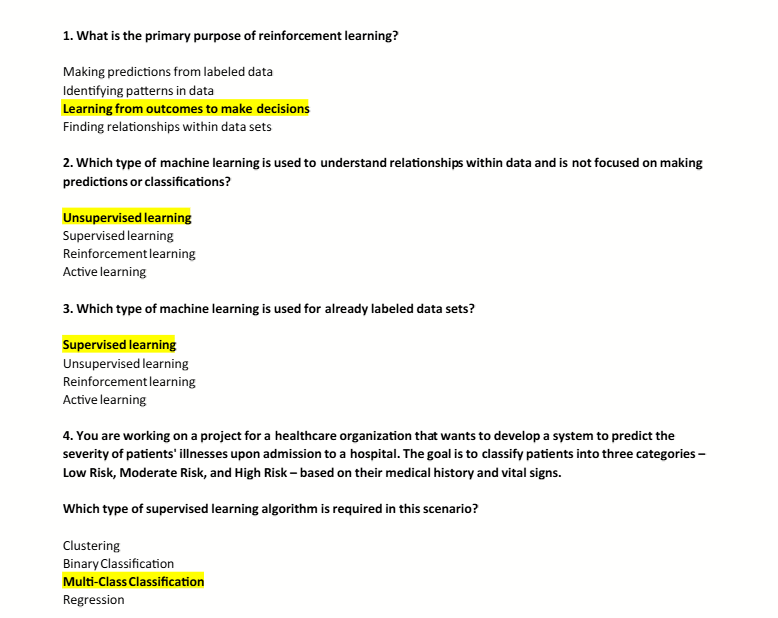 1. What is the primary purpose of reinforcement learning?
Making predictions from labeled data
Identifying patterns in data
Learning from outcomes to make decisions
Finding relationships within data sets
2. Which type of machine learning is used to understand relationships within data and is not focused on making
predictions or classifications?
Unsupervised learning
Supervised learning
Reinforcement learning
Active learning
3. Which type of machine learning is used for already labeled data sets?
Supervised learning
Unsupervised learning
Reinforcement learning
Active learning
4. You are working on a project for a healthcare organization that wants to develop a system to predict the
severity of patients' illnesses upon admission to a hospital. The goal is to classify patients into three categories –
Low Risk, Moderate Risk, and High Risk – based on their medical history and vital signs.
Which type of supervised learning algorithm is required in this scenario?
Clustering
Binary Classification
Multi-Class Classification
Regression